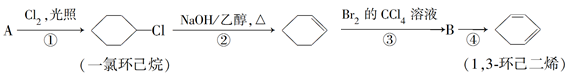 A Cl₂,光照 ① Cl NaOH/乙醇,△ ② Br₂ 的 CCl₄ 溶液 ③ B ④
(一氯环己烷) (1,3-环己二烯)